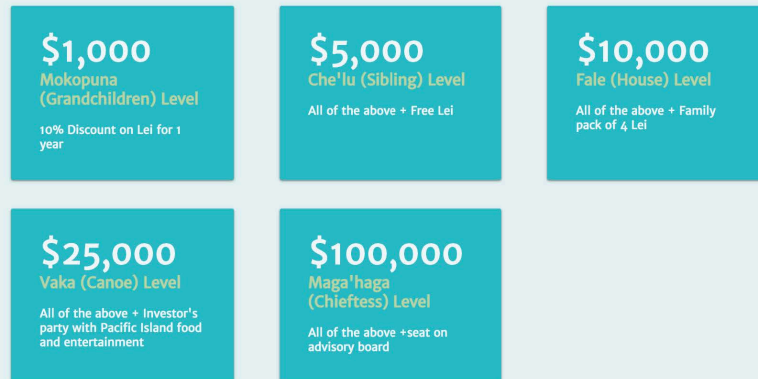 $1,000
Mokopuna
(Grandchildren) Level
10% Discount on Lei for 1
year
$5,000
Che'lu (Sibling) Level
All of the above + Free Lei
$10,000
Fale (House) Level
All of the above + Family
pack of 4 Lei
$25,000
Vaka (Canoe) Level
All of the above + Investor's
party with Pacific Island food
and entertainment
$100,000
Maga'haga
(Chieftess) Level
All of the above +seat on
advisory board